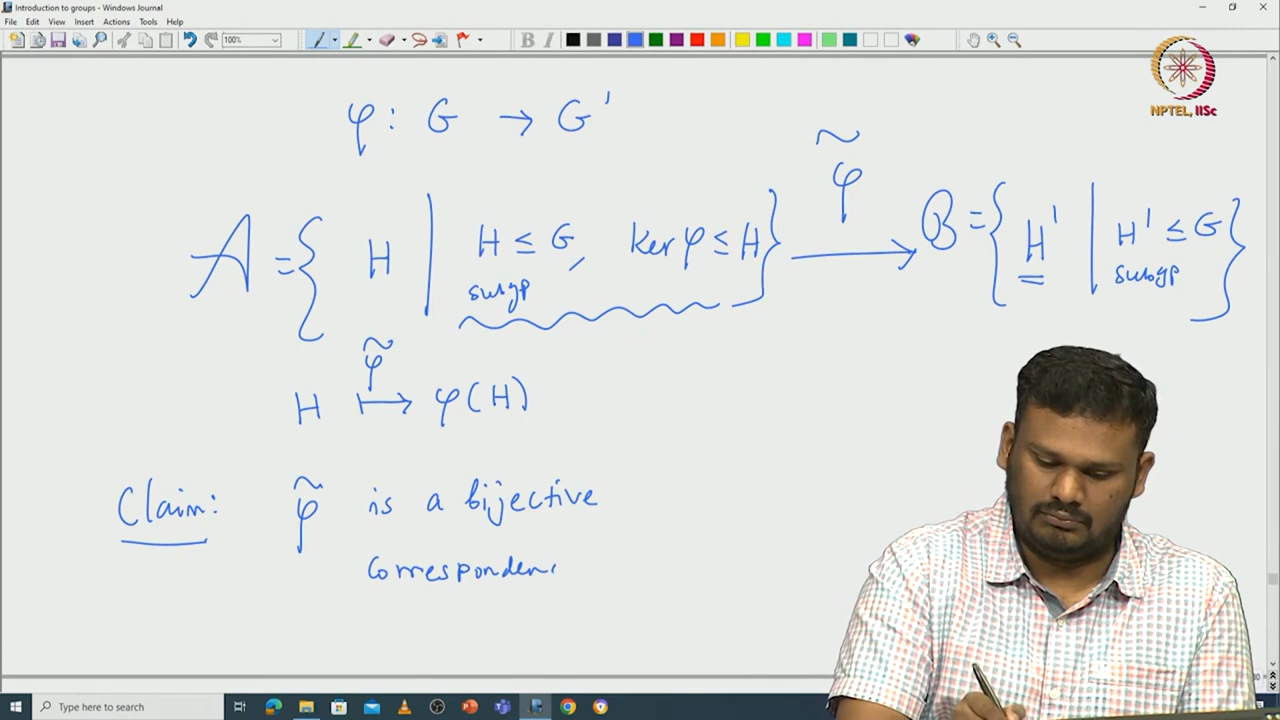 Introduction to groups - Windows Journal
File Edit View Insert Actions Tools Help
100%
B I
NPTEL, IISc
φ : G → G'
φ̃
𝒜 = { H | H ≤ G, Ker φ ≤ H } → ℬ = { H' | H' ≤ G }
subgp subgp
φ̃
H ↦ φ(H)
Claim: φ̃ is a bijective
corresponden
Type here to search